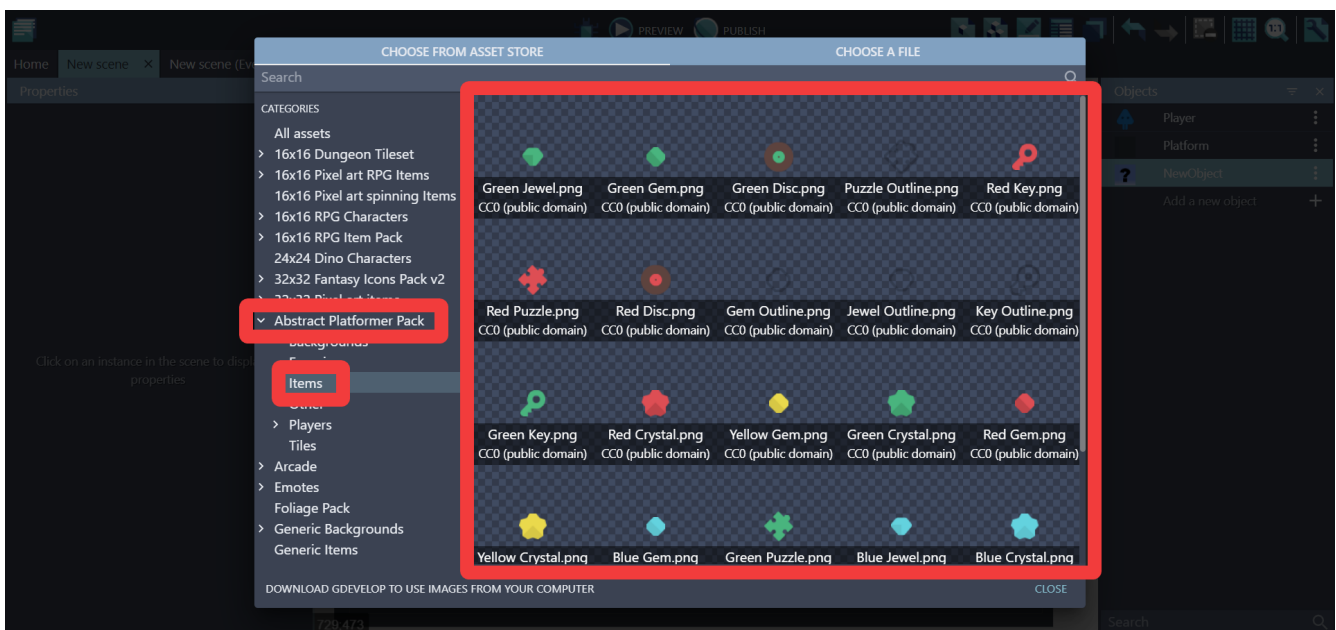 PREVIEW
PUBLISH
CHOOSE FROM ASSET STORE
CHOOSE A FILE
Home
New scene
New scene (Ev
Search
Properties
Objects
CATEGORIES
All assets
16x16 Dungeon Tileset
16x16 Pixel art RPG Items
16x16 Pixel art spinning Items
16x16 RPG Characters
16x16 RPG Item Pack
24x24 Dino Characters
32x32 Fantasy Icons Pack v2
32x32 Pixel art items
Abstract Platformer Pack
Backgrounds
Items
Other
Players
Tiles
Arcade
Emotes
Foliage Pack
Generic Backgrounds
Generic Items
Green Jewel.png
Green Gem.png
Green Disc.png
Puzzle Outline.png
Red Key.png
CC0 (public domain)
CC0 (public domain)
CC0 (public domain)
CC0 (public domain)
CC0 (public domain)
Red Puzzle.png
Red Disc.png
Gem Outline.png
Jewel Outline.png
Key Outline.png
CC0 (public domain)
CC0 (public domain)
CC0 (public domain)
CC0 (public domain)
CC0 (public domain)
Green Key.png
Red Crystal.png
Yellow Gem.png
Green Crystal.png
Red Gem.png
CC0 (public domain)
CC0 (public domain)
CC0 (public domain)
CC0 (public domain)
CC0 (public domain)
Yellow Crystal.png
Blue Gem.png
Green Puzzle.png
Blue Jewel.png
Blue Crystal.png
Player
Platform
NewObject
Add a new object
Click on an instance in the scene to displ
properties
DOWNLOAD GDEVELOP TO USE IMAGES FROM YOUR COMPUTER
CLOSE
729;473
Search